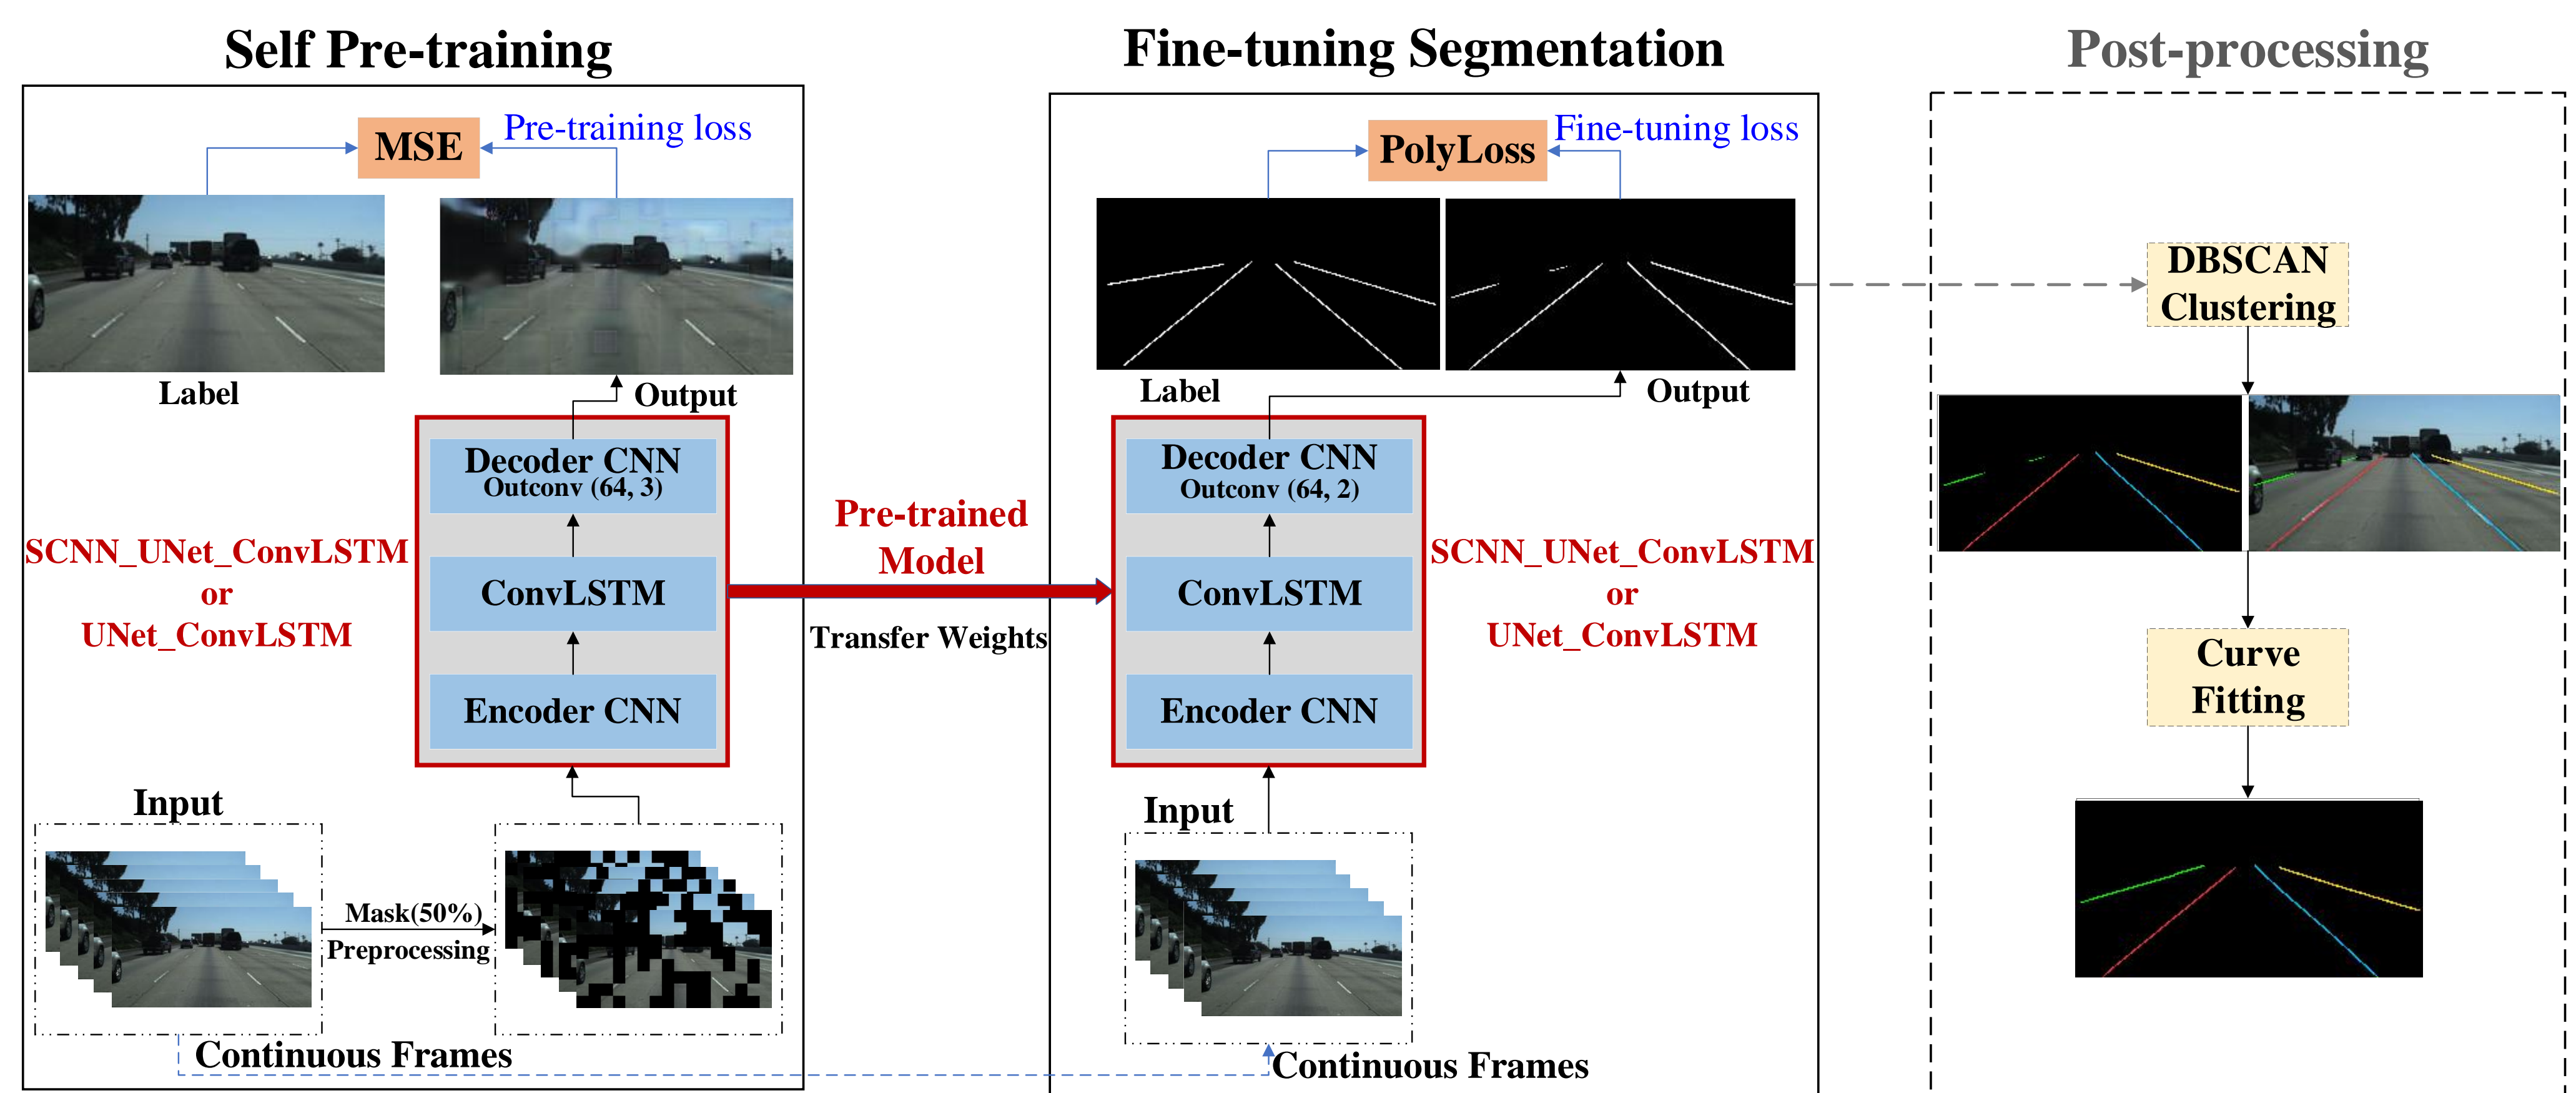 Self Pre-training
MSE
Pre-training loss
Label
Output
Decoder CNN
Outconv (64, 3)
ConvLSTM
Encoder CNN
SCNN_UNet_ConvLSTM
or
UNet_ConvLSTM
Input
Mask(50%)
Preprocessing
Continuous Frames
Pre-trained
Model
Transfer Weights
Fine-tuning Segmentation
PolyLoss
Fine-tuning loss
Label
Output
Decoder CNN
Outconv (64, 2)
ConvLSTM
Encoder CNN
SCNN_UNet_ConvLSTM
or
UNet_ConvLSTM
Input
Continuous Frames
Post-processing
DBSCAN
Clustering
Curve
Fitting